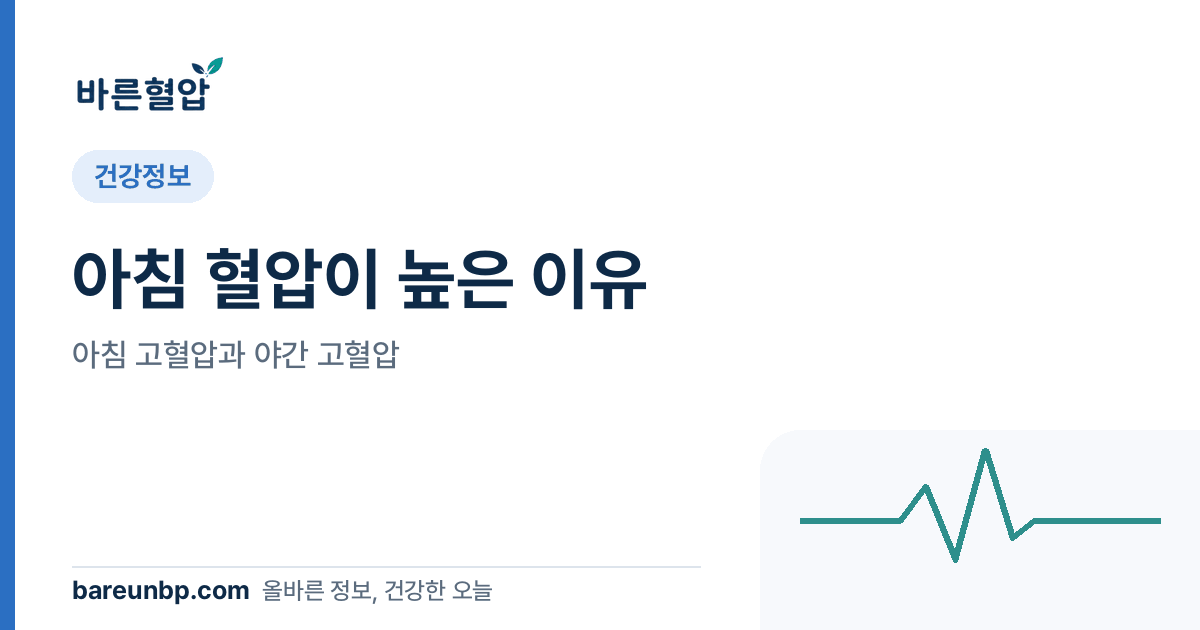 바른혈압
건강정보
아침 혈압이 높은 이유
아침 고혈압과 야간 고혈압
bareunbp.com 올바른 정보, 건강한 오늘